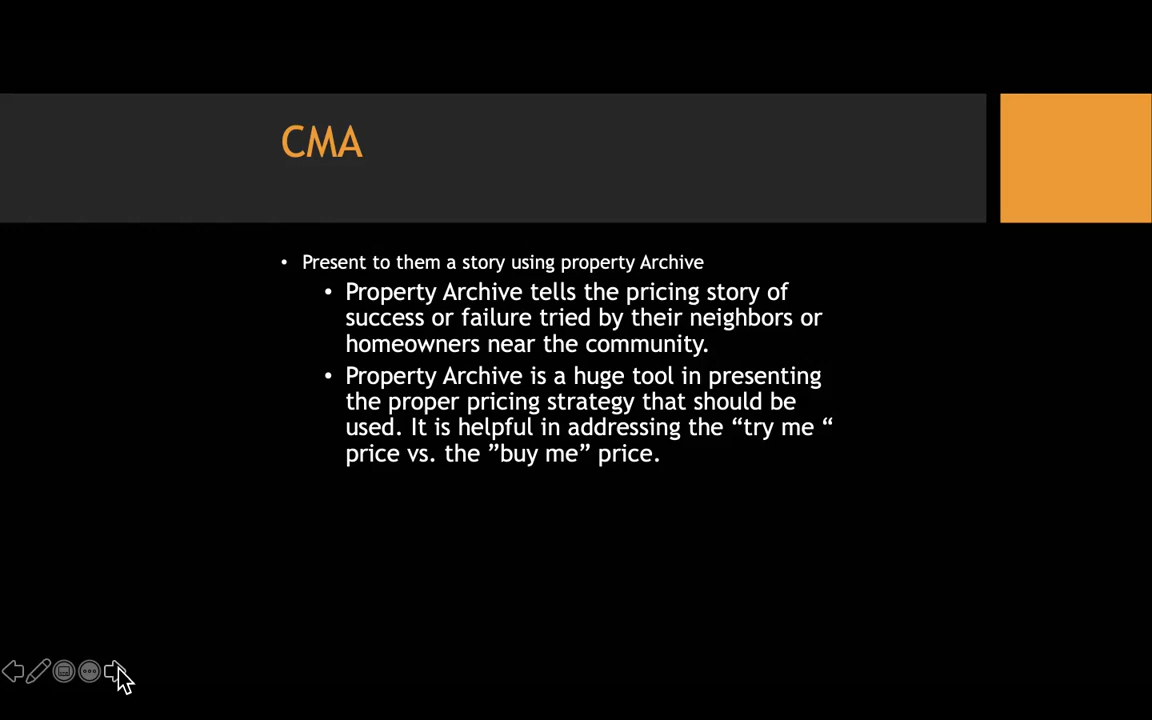 CMA
• Present to them a story using property Archive
• Property Archive tells the pricing story of
success or failure tried by their neighbors or
homeowners near the community.
• Property Archive is a huge tool in presenting
the proper pricing strategy that should be
used. It is helpful in addressing the “try me “
price vs. the ”buy me” price.